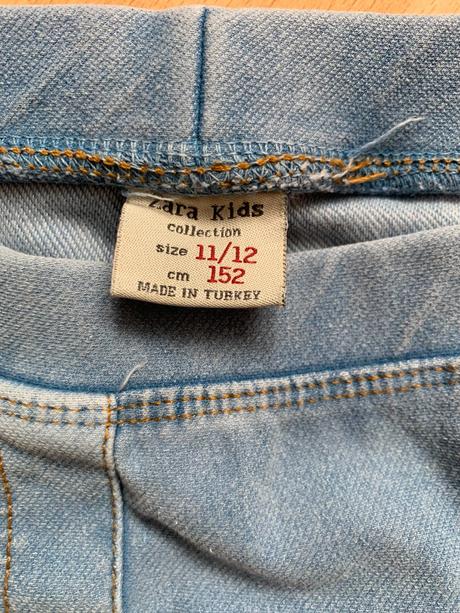 Zara Kids
collection
size 11/12
cm 152
MADE IN TURKEY